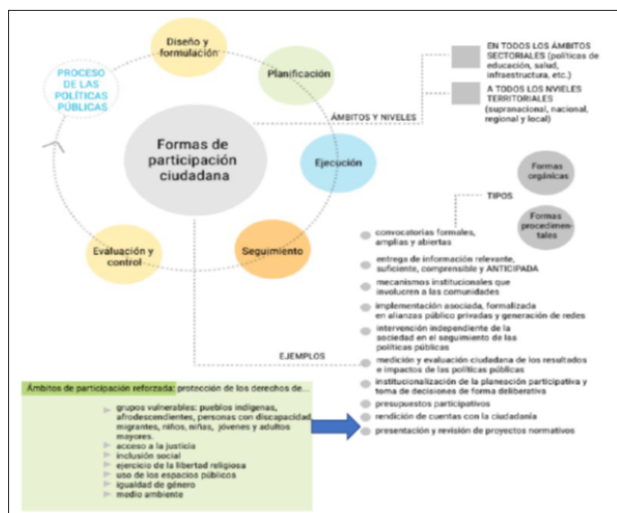 Diseño y
formulación
PROCESO
DE LAS
POLÍTICAS
PÚBLICAS
Planificación
EN TODOS LOS ÁMBITOS
SECTORIALES (políticas de
educación, salud,
infraestructura, etc.)
A TODOS LOS NVIELES
TERRITORIALES
(supranacional, nacional,
regional y local)
ÁMBITOS Y NIVELES
Formas de
participación
ciudadana
Ejecución
Formas
orgánicas
TIPOS
Formas
procedimen-
tales
Evaluación y
control
Seguimiento
convocatorias formales,
amplias y abiertas
entrega de información relevante,
suficiente, comprensible y ANTICIPADA
mecanismos institucionales que
involucren a las comunidades
implementación asociada, formalizada
en alianzas público privadas y generación de redes
intervención independiente de la
sociedad en el seguimiento de las
políticas públicas
EJEMPLOS
medición y evaluación ciudadana de los resultados
e impactos de las políticas públicas
institucionalización de la planeación participativa y
toma de decisiones de forma deliberativa
presupuestos participativos
rendición de cuentas con la ciudadanía
presentación y revisión de proyectos normativos
Ámbitos de participación reforzada: protección de los derechos de...
grupos vulnerables: pueblos indígenas,
afrodescendientes, personas con discapacidad,
migrantes, niños, niñas, jóvenes y adultos
mayores.
acceso a la justicia
inclusión social
ejercicio de la libertad religiosa
uso de los espacios públicos
igualdad de género
medio ambiente